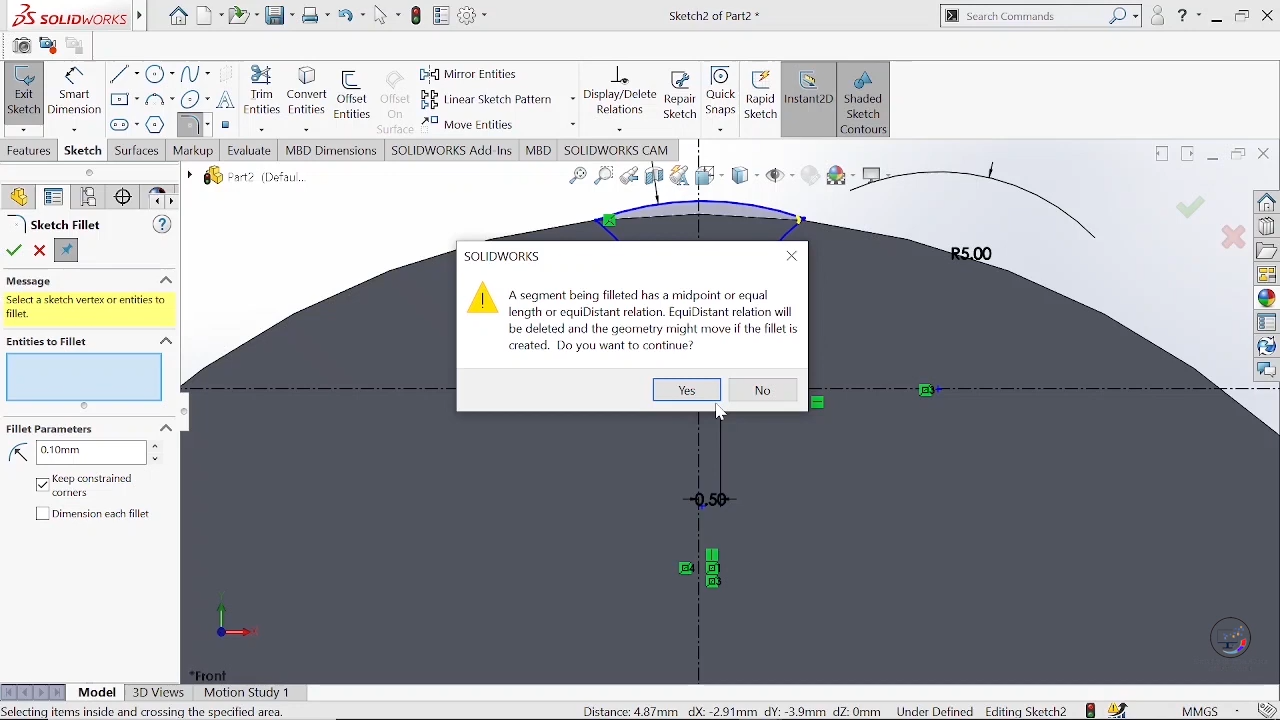 SOLIDWORKS
Sketch2 of Part2 *
Search Commands
?
Exit Sketch
Smart Dimension
Trim Entities
Convert Entities
Offset Entities
Offset On Surface
Mirror Entities
Linear Sketch Pattern
Move Entities
Display/Delete Relations
Repair Sketch
Quick Snaps
Rapid Sketch
Instant2D
Shaded Sketch Contours
Features
Sketch
Surfaces
Markup
Evaluate
MBD Dimensions
SOLIDWORKS Add-Ins
MBD
SOLIDWORKS CAM
Part2 (Defaul...
Sketch Fillet
?
Message
Select a sketch vertex or entities to
fillet.
Entities to Fillet
Fillet Parameters
0.10mm
Keep constrained
corners
Dimension each fillet
R5.00
SOLIDWORKS
A segment being filleted has a midpoint or equal
length or equiDistant relation. EquiDistant relation will
be deleted and the geometry might move if the fillet is
created. Do you want to continue?
Yes
No
0.50
*Front
Model
3D Views
Motion Study 1
Selecting items inside and crossing the specified area.
Distance: 4.87mm dX: -2.91mm dY: -3.9mm dZ: 0mm
Under Defined
Editing Sketch2
MMGS